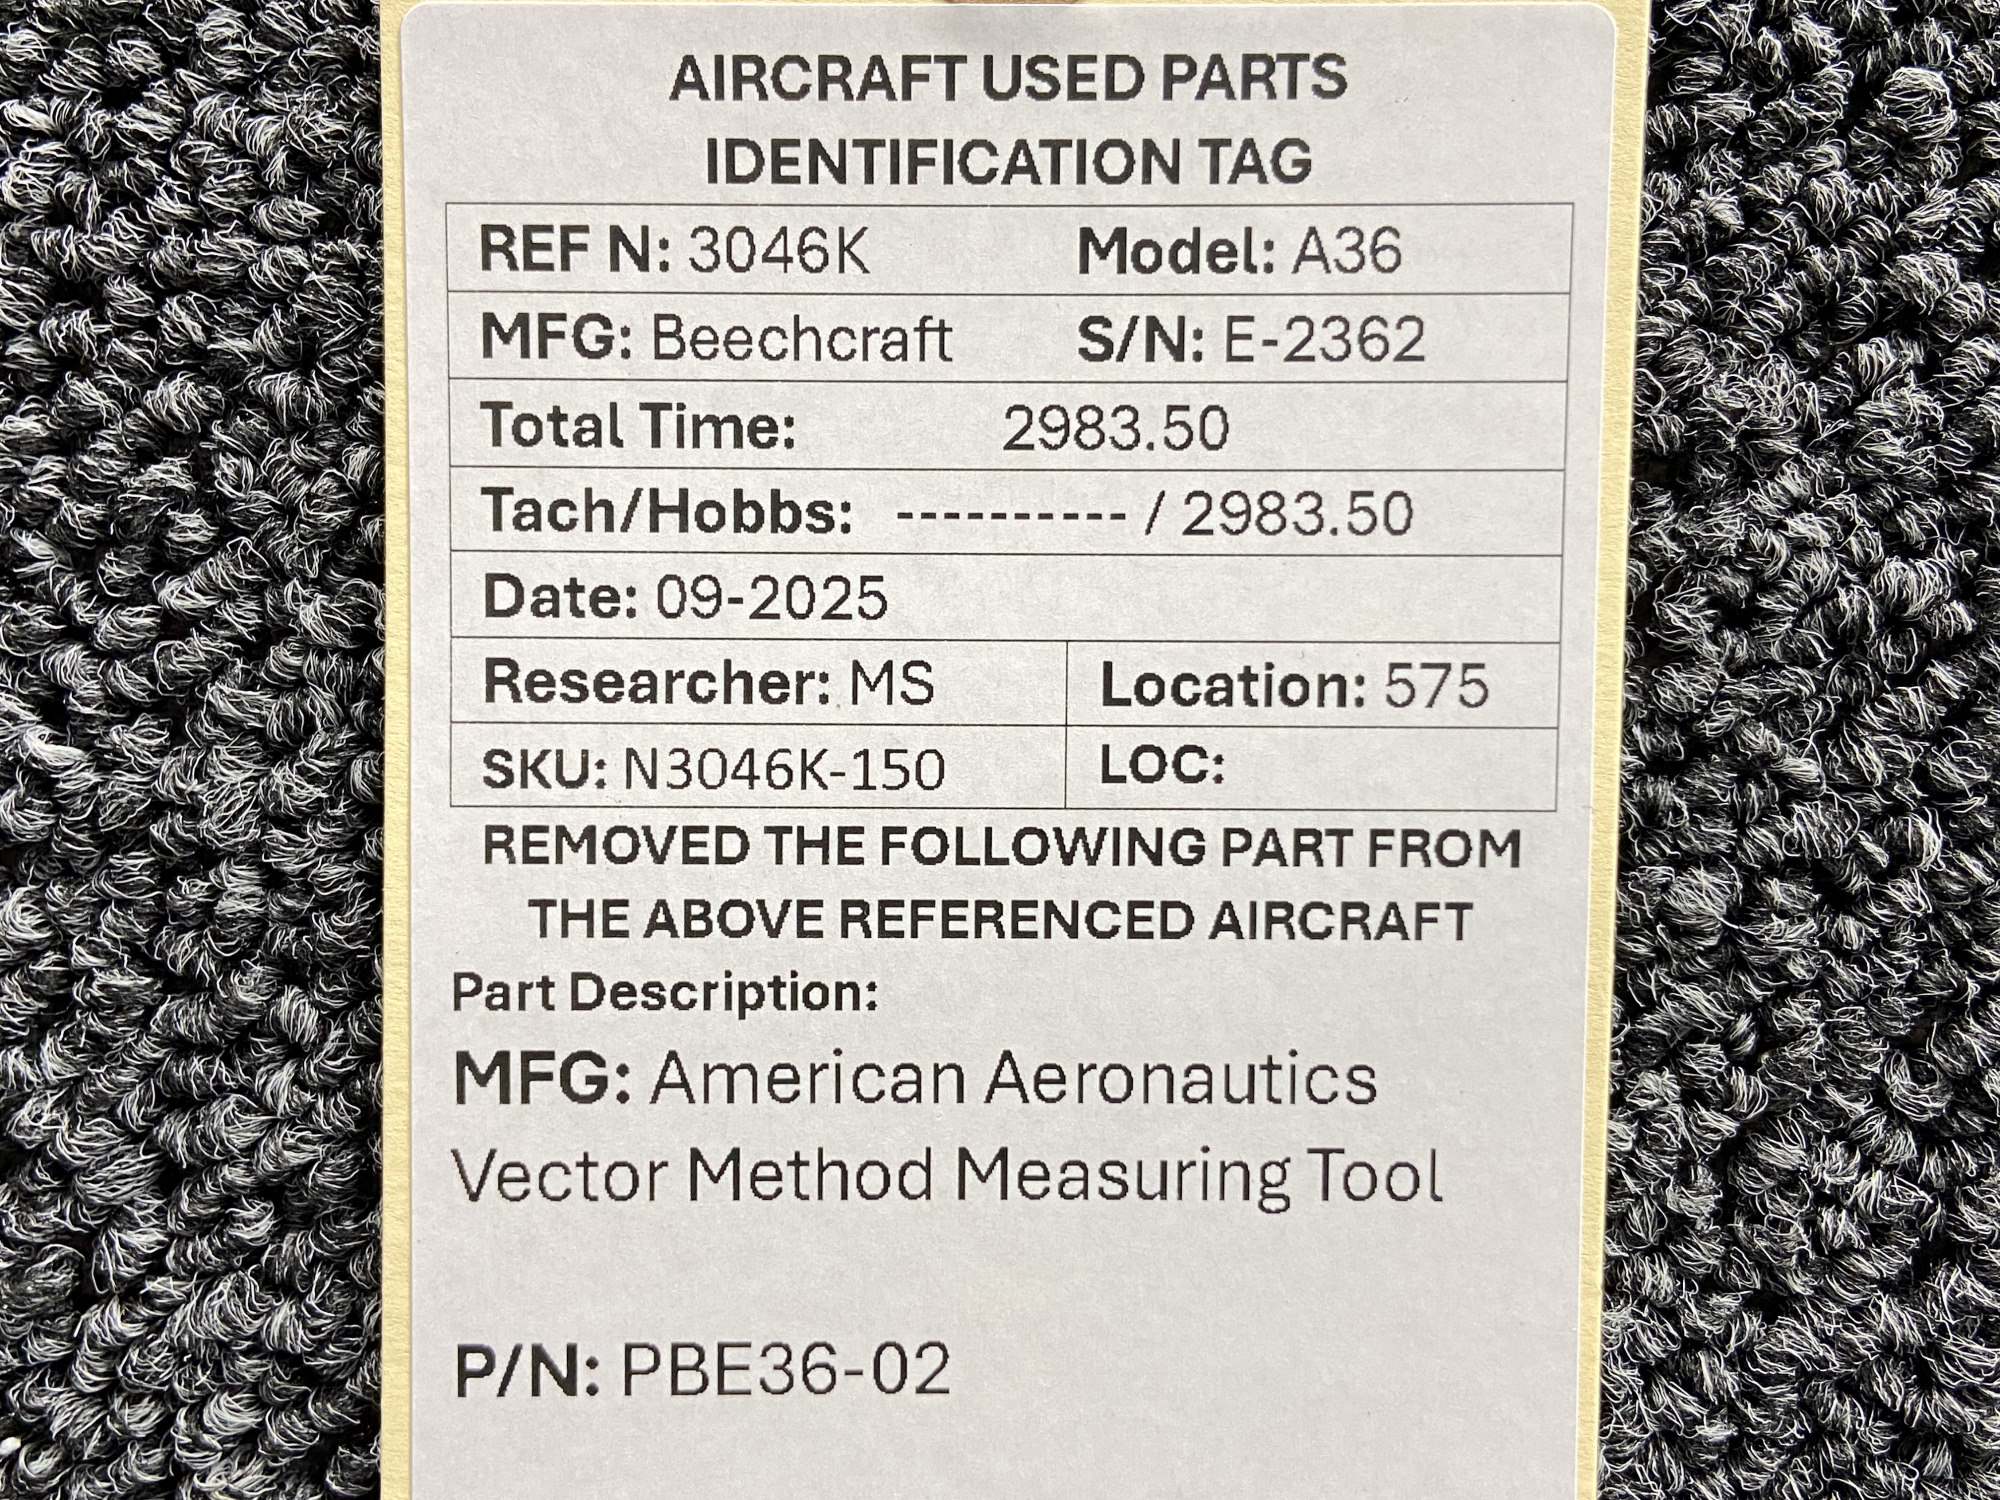 AIRCRAFT USED PARTS
IDENTIFICATION TAG
REF N: 3046K Model: A36
MFG: Beechcraft S/N: E-2362
Total Time: 2983.50
Tach/Hobbs: ---------- / 2983.50
Date: 09-2025
Researcher: MS Location: 575
SKU: N3046K-150 LOC:
REMOVED THE FOLLOWING PART FROM
THE ABOVE REFERENCED AIRCRAFT
Part Description:
MFG: American Aeronautics
Vector Method Measuring Tool
P/N: PBE36-02